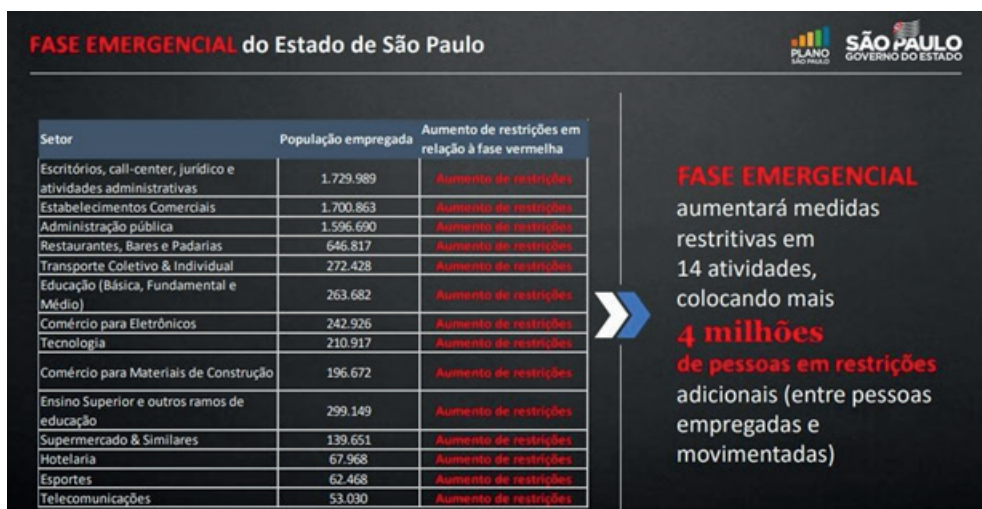 FASE EMERGENCIAL do Estado de São Paulo
PLANO
SÃO PAULO
SÃO PAULO
GOVERNO DO ESTADO
Setor População empregada Aumento de restrições em
relação à fase vermelha
Escritórios, call-center, jurídico e
atividades administrativas 1.729.989 Aumento de restrições
Estabelecimentos Comerciais 1.700.863 Aumento de restrições
Administração pública 1.596.690 Aumento de restrições
Restaurantes, Bares e Padarias 646.817 Aumento de restrições
Transporte Coletivo & Individual 272.428 Aumento de restrições
Educação (Básica, Fundamental e
Médio) 263.682 Aumento de restrições
Comércio para Eletrônicos 242.926 Aumento de restrições
Tecnologia 210.917 Aumento de restrições
Comércio para Materiais de Construção 196.672 Aumento de restrições
Ensino Superior e outros ramos de
educação 299.149 Aumento de restrições
Supermercado & Similares 139.651 Aumento de restrições
Hotelaria 67.968 Aumento de restrições
Esportes 62.468 Aumento de restrições
Telecomunicações 53.030 Aumento de restrições
FASE EMERGENCIAL
aumentará medidas
restritivas em
14 atividades,
colocando mais
4 milhões
de pessoas em restrições
adicionais (entre pessoas
empregadas e
movimentadas)